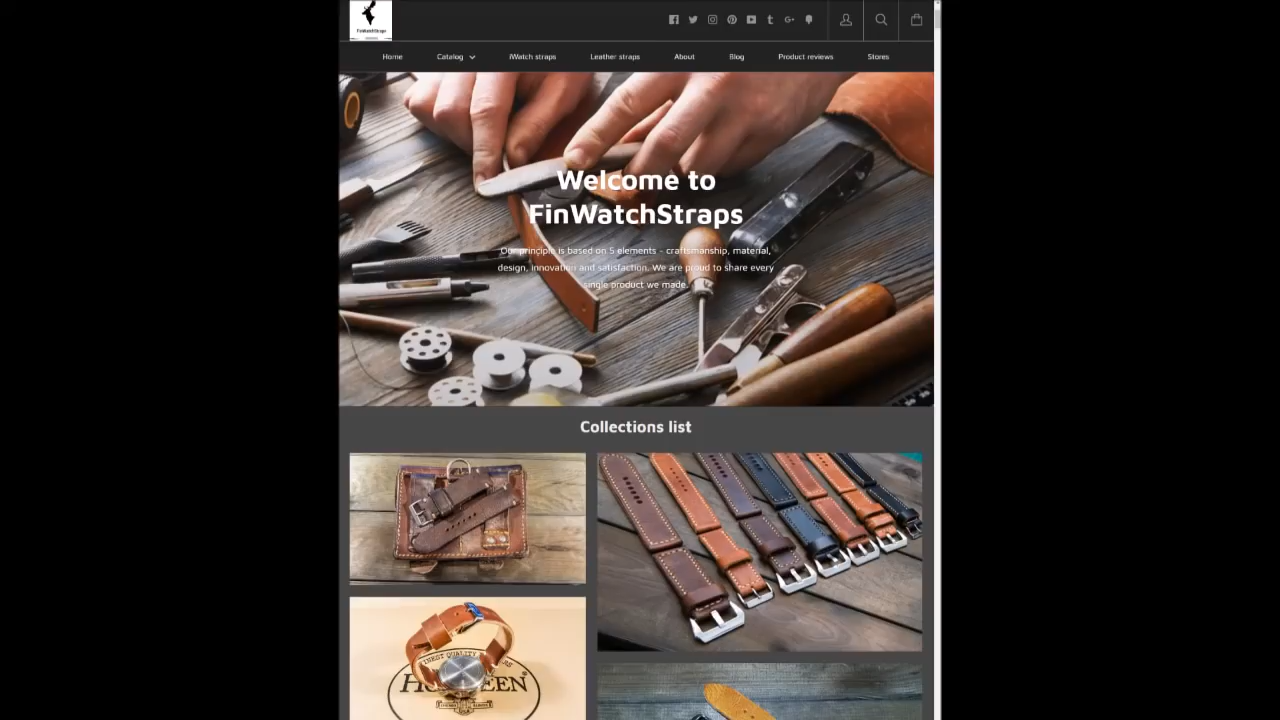 FinWatchStraps
Home
Catalog
iWatch straps
Leather straps
About
Blog
Product reviews
Stores
Welcome to
FinWatchStraps
Our principle is based on 5 elements - craftsmanship, material,
design, innovation and satisfaction. We are proud to share every
single product we made.
Collections list